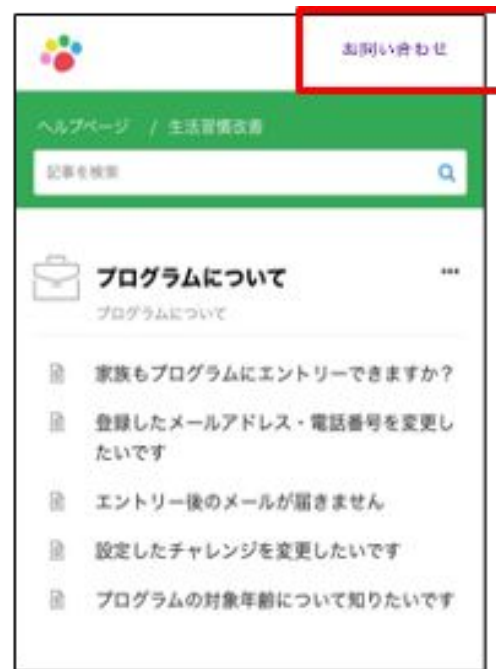 お問い合わせ
ヘルプページ / 生活習慣改善
記事を検索
プログラムについて
プログラムについて
家族もプログラムにエントリーできますか？
登録したメールアドレス・電話番号を変更し
たいです
エントリー後のメールが届きません
設定したチャレンジを変更したいです
プログラムの対象年齢について知りたいです